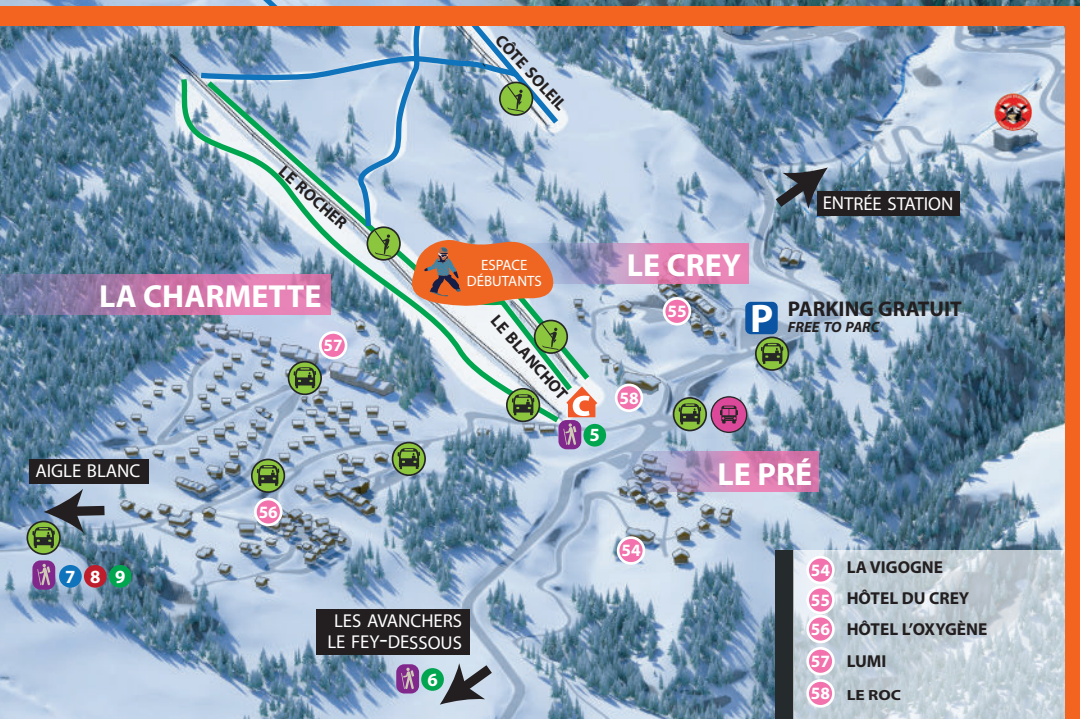 CÔTE SOLEIL
LE ROCHER
ENTRÉE STATION
ESPACE
DÉBUTANTS
LE CREY
LA CHARMETTE
55
P
PARKING GRATUIT
FREE TO PARC
57
LE BLANCHOT
58
C
5
LE PRÉ
AIGLE BLANC
56
54
7 8 9
LES AVANCHERS
LE FEY-DESSOUS
6
54 LA VIGOGNE
55 HÔTEL DU CREY
56 HÔTEL L'OXYGÈNE
57 LUMI
58 LE ROC